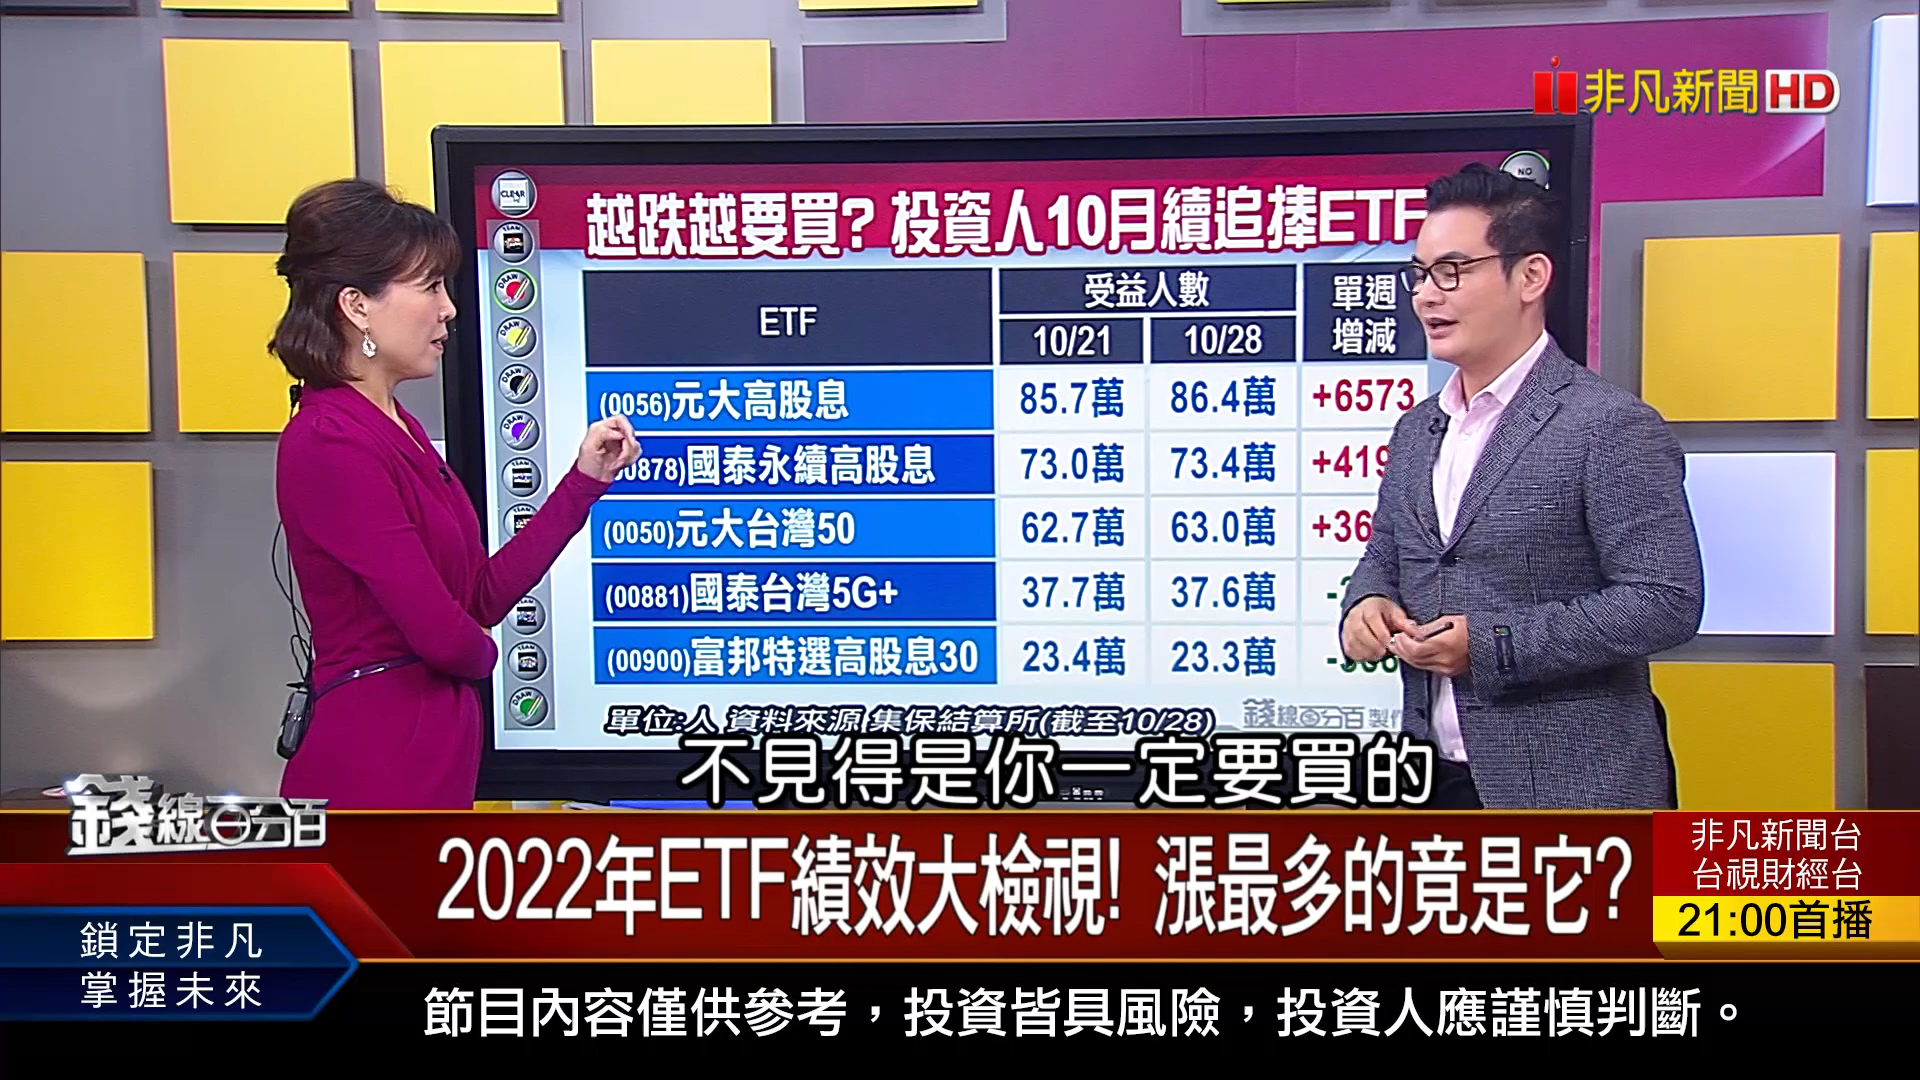 非凡新聞HD
CLEAR
NO
越跌越要買?投資人10月續追捧ETF
ETF
受益人數
10/21
10/28
單週增減
(0056)元大高股息 85.7萬 86.4萬 +6573
國泰永續高股息 73.0萬 73.4萬
(0050)元大台灣50 62.7萬 63.0萬
(00881)國泰台灣5G+ 37.7萬 37.6萬
(00900)富邦特選高股息30 23.4萬 23.3萬
單位:人 資料來源:集保結算所(截至10/28)
錢線百分百
不見得是你一定要買的
錢線百分百
2022年ETF績效大檢視! 漲最多的竟是它?
非凡新聞台
台視財經台
21:00首播
鎖定非凡
掌握未來
節目內容僅供參考，投資皆具風險，投資人應謹慎判斷。